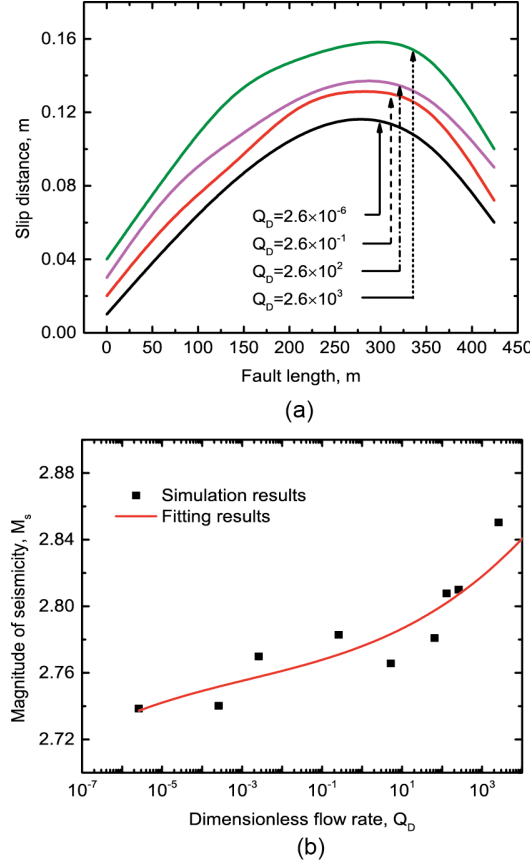 0.16
0.12
0.08
0.04
0.00
Slip distance, m
Q_D=2.6×10^-6
Q_D=2.6×10^-1
Q_D=2.6×10^2
Q_D=2.6×10^3
0 50 100 150 200 250 300 350 400 450
Fault length, m
(a)
2.88
2.84
2.80
2.76
2.72
Magnitude of seismicity, M_s
Simulation results
Fitting results
10^-7 10^-5 10^-3 10^-1 10^1 10^3
Dimensionless flow rate, Q_D
(b)